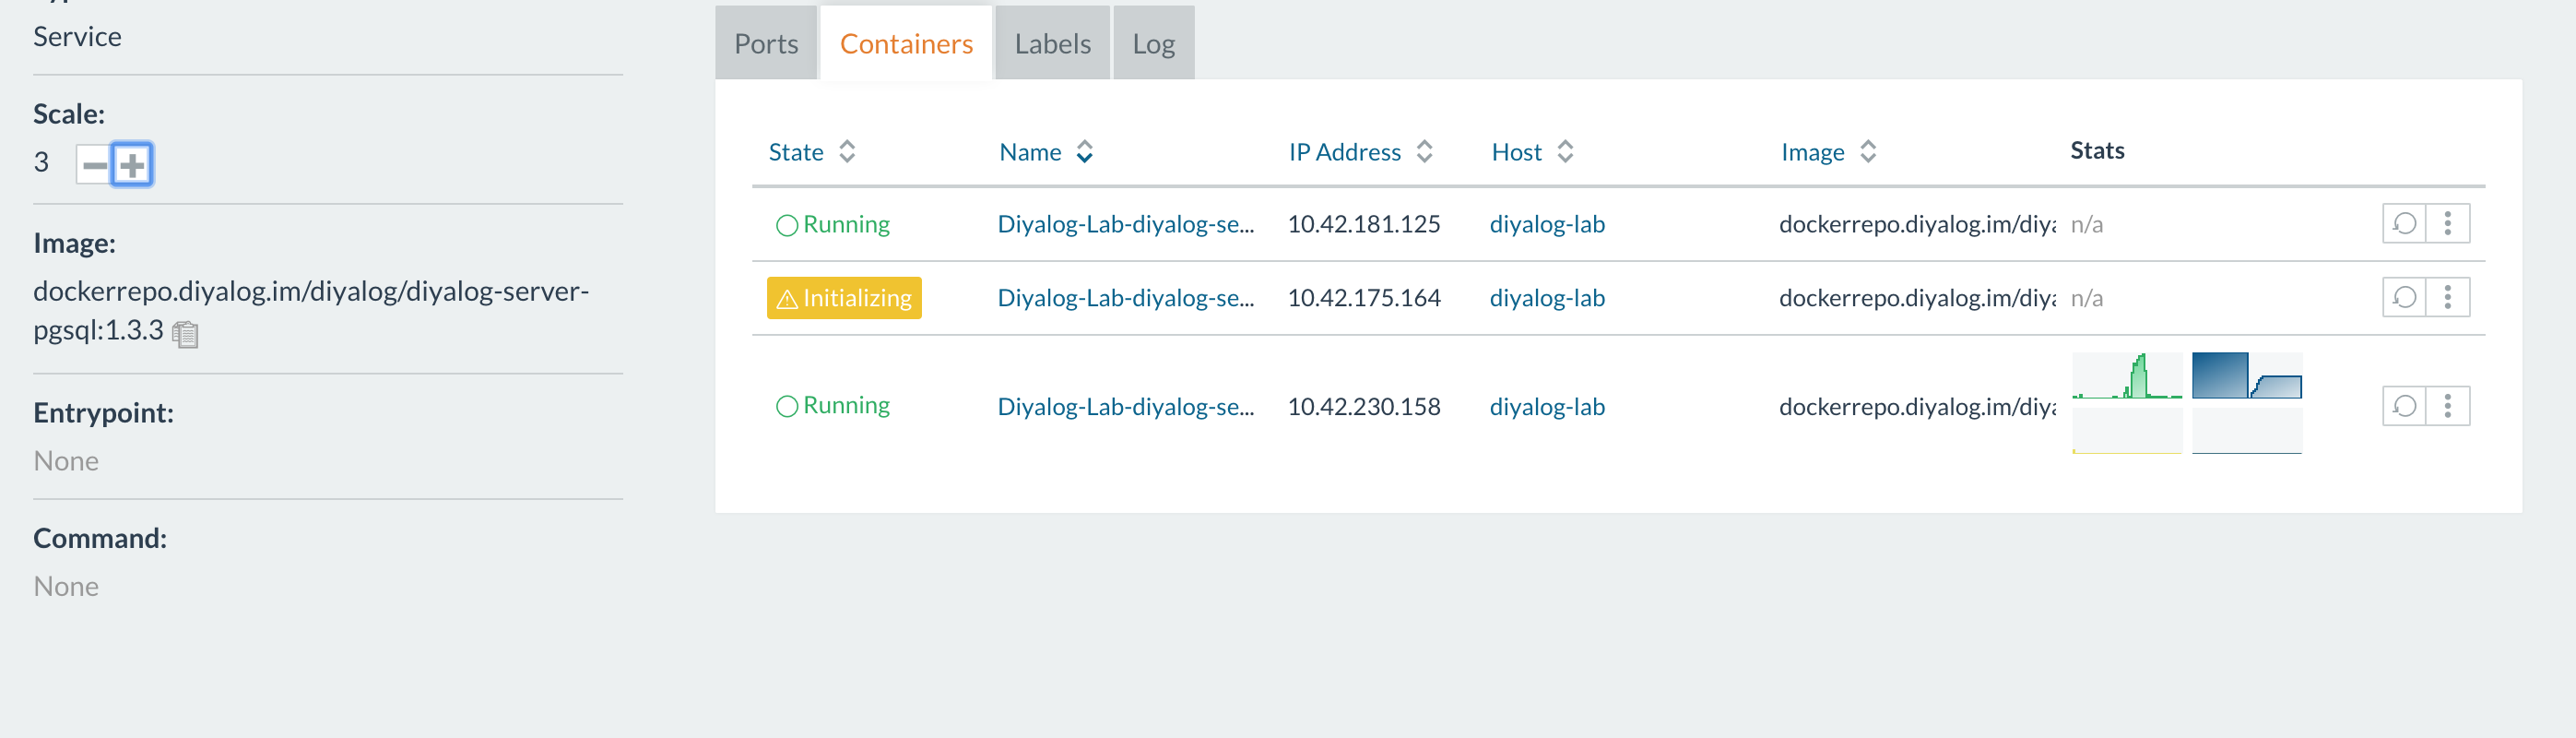 Service
Scale:
3
Image:
dockerrepo.diyalog.im/diyalog/diyalog-server-
pgsql:1.3.3
Entrypoint:
None
Command:
None
Ports Containers Labels Log
State Name IP Address Host Image Stats
Running Diyalog-Lab-diyalog-se... 10.42.181.125 diyalog-lab dockerrepo.diyalog.im/diya n/a
Initializing Diyalog-Lab-diyalog-se... 10.42.175.164 diyalog-lab dockerrepo.diyalog.im/diya n/a
Running Diyalog-Lab-diyalog-se... 10.42.230.158 diyalog-lab dockerrepo.diyalog.im/diya